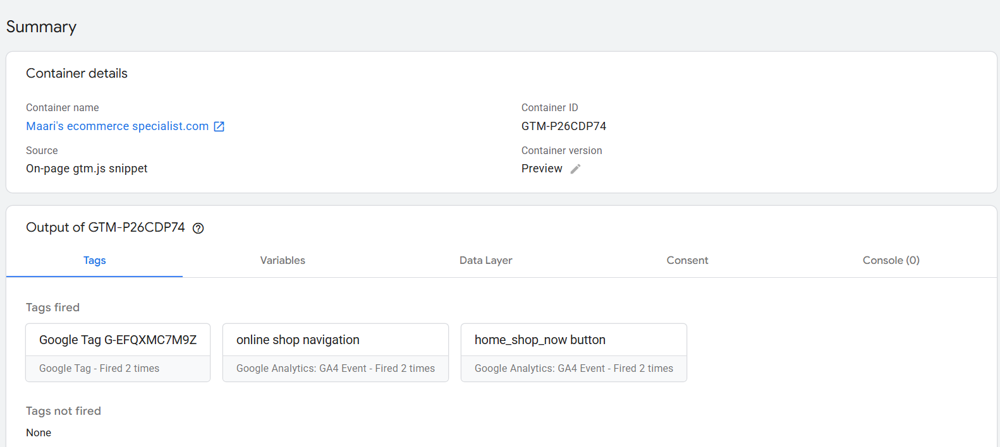 Summary
Container details
Container name
Container ID
Maari's ecommerce specialist.com
GTM-P26CDP74
Source
Container version
On-page gtm.js snippet
Preview
Output of GTM-P26CDP74
Tags
Variables
Data Layer
Consent
Console (0)
Tags fired
Google Tag G-EFQXMC7M9Z
online shop navigation
home_shop_now button
Google Tag - Fired 2 times
Google Analytics: GA4 Event - Fired 2 times
Google Analytics: GA4 Event - Fired 2 times
Tags not fired
None